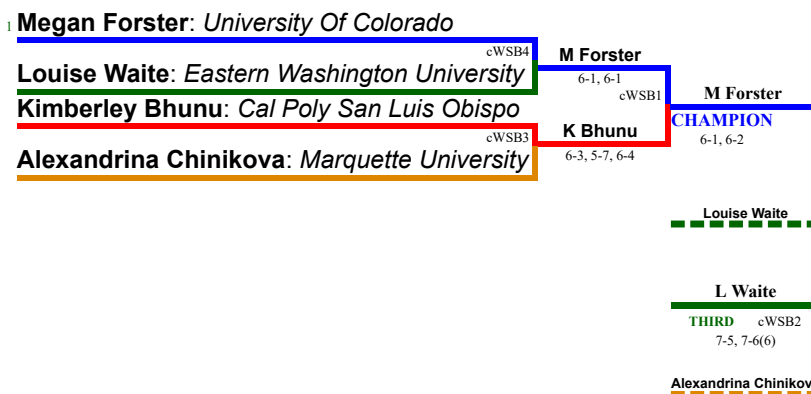 1 Megan Forster: University Of Colorado
cWSB4
Louise Waite: Eastern Washington University
M Forster
6-1, 6-1
cWSB1
Kimberley Bhunu: Cal Poly San Luis Obispo
cWSB3
Alexandrina Chinikova: Marquette University
K Bhunu
6-3, 5-7, 6-4
M Forster
CHAMPION
6-1, 6-2
Louise Waite
L Waite
THIRD cWSB2
7-5, 7-6(6)
Alexandrina Chinikov